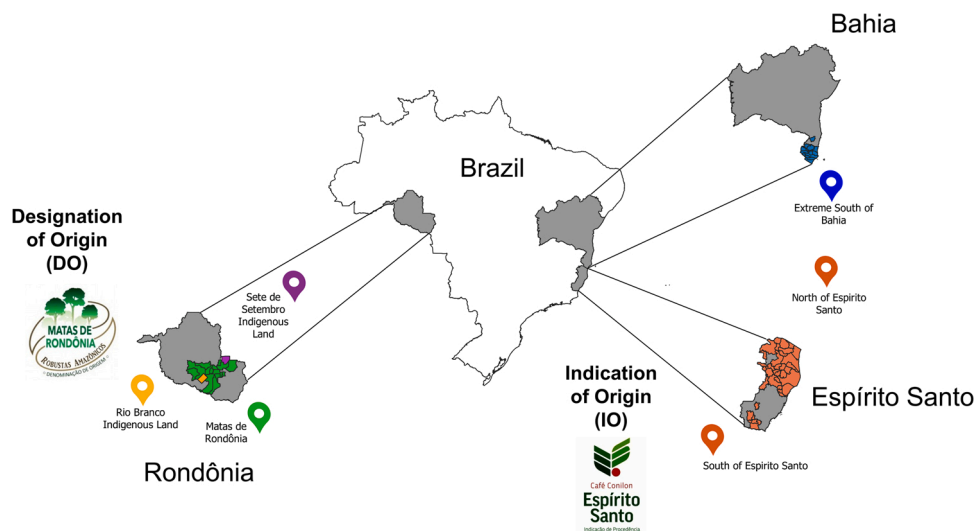 Bahia
Brazil
Extreme South of
Bahia
Designation
of Origin
(DO)
North of Espirito
Santo
Sete de
Setembro
Indigenous
Land
MATAS DE
RONDÔNIA
ROBUSTAS AMAZÔNICOS
DENOMINAÇÃO DE ORIGEM
Indication
of Origin
(IO)
Espírito Santo
Rio Branco
Indigenous Land
Matas de
Rondônia
South of Espirito Santo
Rondônia
Café Conilon
Espírito
Santo
Indicação de Procedência